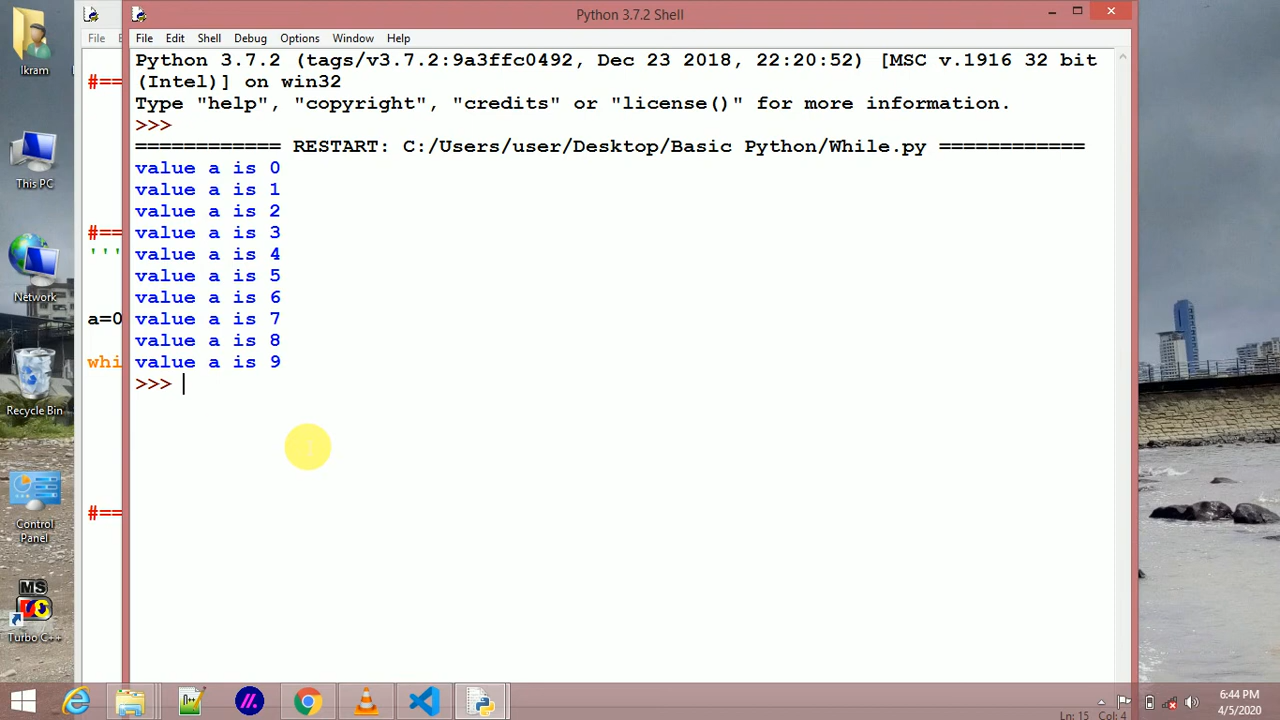 Python 3.7.2 Shell
File Edit Shell Debug Options Window Help
File
Python 3.7.2 (tags/v3.7.2:9a3ffc0492, Dec 23 2018, 22:20:52) [MSC v.1916 32 bit
(Intel)] on win32
Type "help", "copyright", "credits" or "license()" for more information.
>>>
============ RESTART: C:/Users/user/Desktop/Basic Python/While.py ============
value a is 0
value a is 1
value a is 2
value a is 3
value a is 4
value a is 5
value a is 6
value a is 7
value a is 8
value a is 9
>>>
#==
#==
'''
a=0
whi
#==
Ikram
This PC
Network
Recycle Bin
Control
Panel
MS
Turbo C++
Ln: 15 Col: 4
6:44 PM
4/5/2020